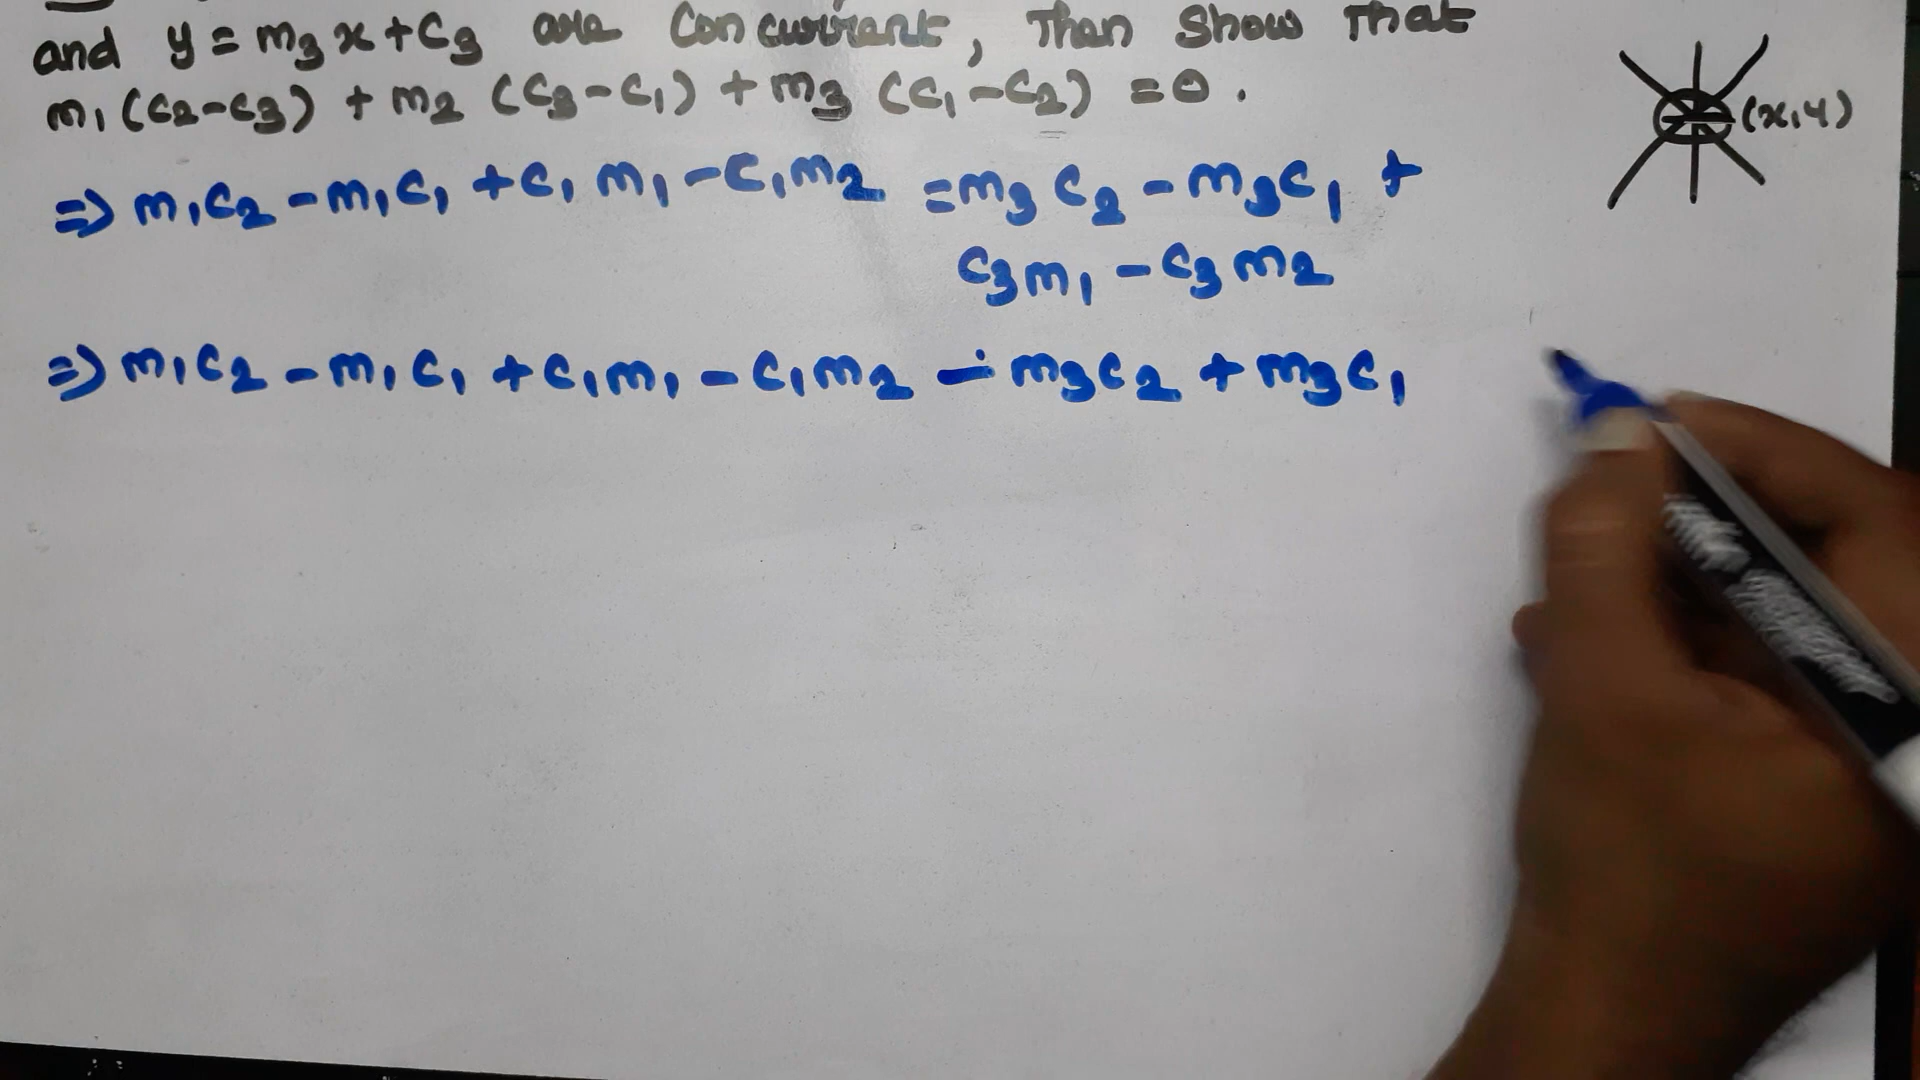 and y = m₃x + c₃ are Concurrent, Then Show That
m₁(c₂-c₃) + m₂(c₃-c₁) + m₃(c₁-c₂) = 0.
(x,y)
⇒ m₁c₂ - m₁c₁ + c₁m₁ - c₁m₂ = m₃c₂ - m₃c₁ +
c₃m₁ - c₃m₂
⇒ m₁c₂ - m₁c₁ + c₁m₁ - c₁m₂ - m₃c₂ + m₃c₁